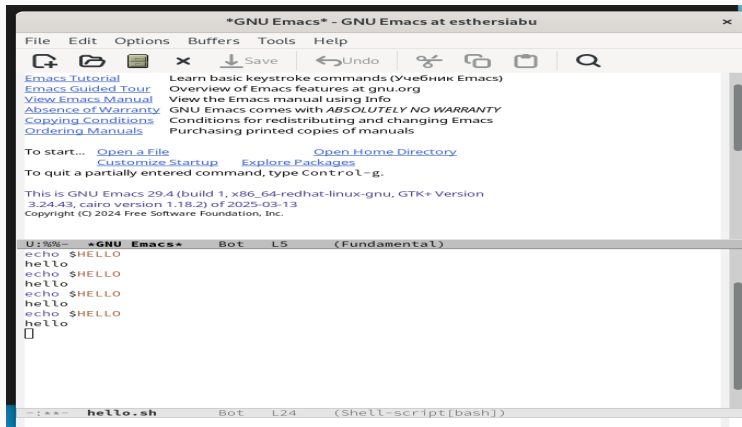 *GNU Emacs* - GNU Emacs at esthersiabu ×
File Edit Options Buffers Tools Help
Save Undo
Emacs Tutorial Learn basic keystroke commands (Учебник Emacs)
Emacs Guided Tour Overview of Emacs features at gnu.org
View Emacs Manual View the Emacs manual using Info
Absence of Warranty GNU Emacs comes with ABSOLUTELY NO WARRANTY
Copying Conditions Conditions for redistributing and changing Emacs
Ordering Manuals Purchasing printed copies of manuals
To start... Open a File Open Home Directory
Customize Startup Explore Packages
To quit a partially entered command, type Control-g.
This is GNU Emacs 29.4 (build 1, x86_64-redhat-linux-gnu, GTK+ Version
3.24.43, cairo version 1.18.2) of 2025-03-13
Copyright (C) 2024 Free Software Foundation, Inc.
U:%%- *GNU Emacs* Bot L5 (Fundamental)
echo $HELLO
hello
echo $HELLO
hello
echo $HELLO
hello
echo $HELLO
hello
-:**- hello.sh Bot L24 (Shell-script[bash])